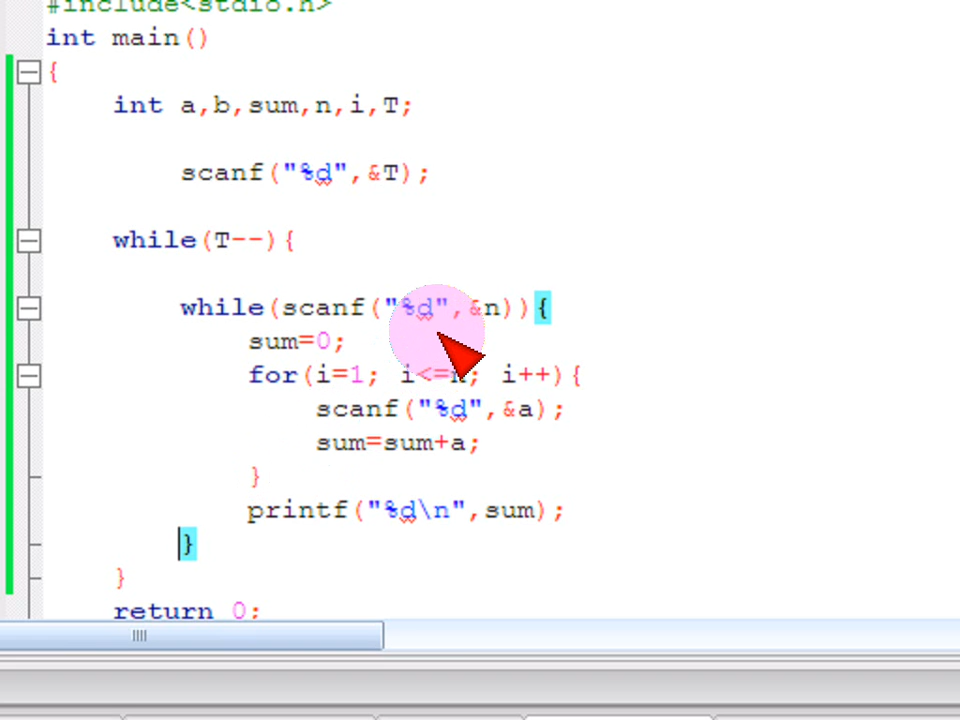 #include<stdio.h>
int main()
{
int a,b,sum,n,i,T;
scanf("%d",&T);
while(T--){
while(scanf("%d",&n)){
sum=0;
for(i=1; i<=n; i++){
scanf("%d",&a);
sum=sum+a;
}
printf("%d\n",sum);
}
}
return 0;